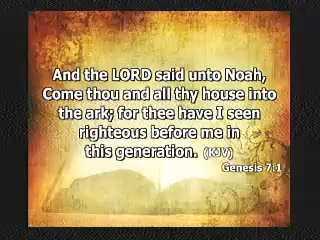 And the LORD said unto Noah,
Come thou and all thy house into
the ark; for thee have I seen
righteous before me in
this generation. (KJV)
Genesis 7:1